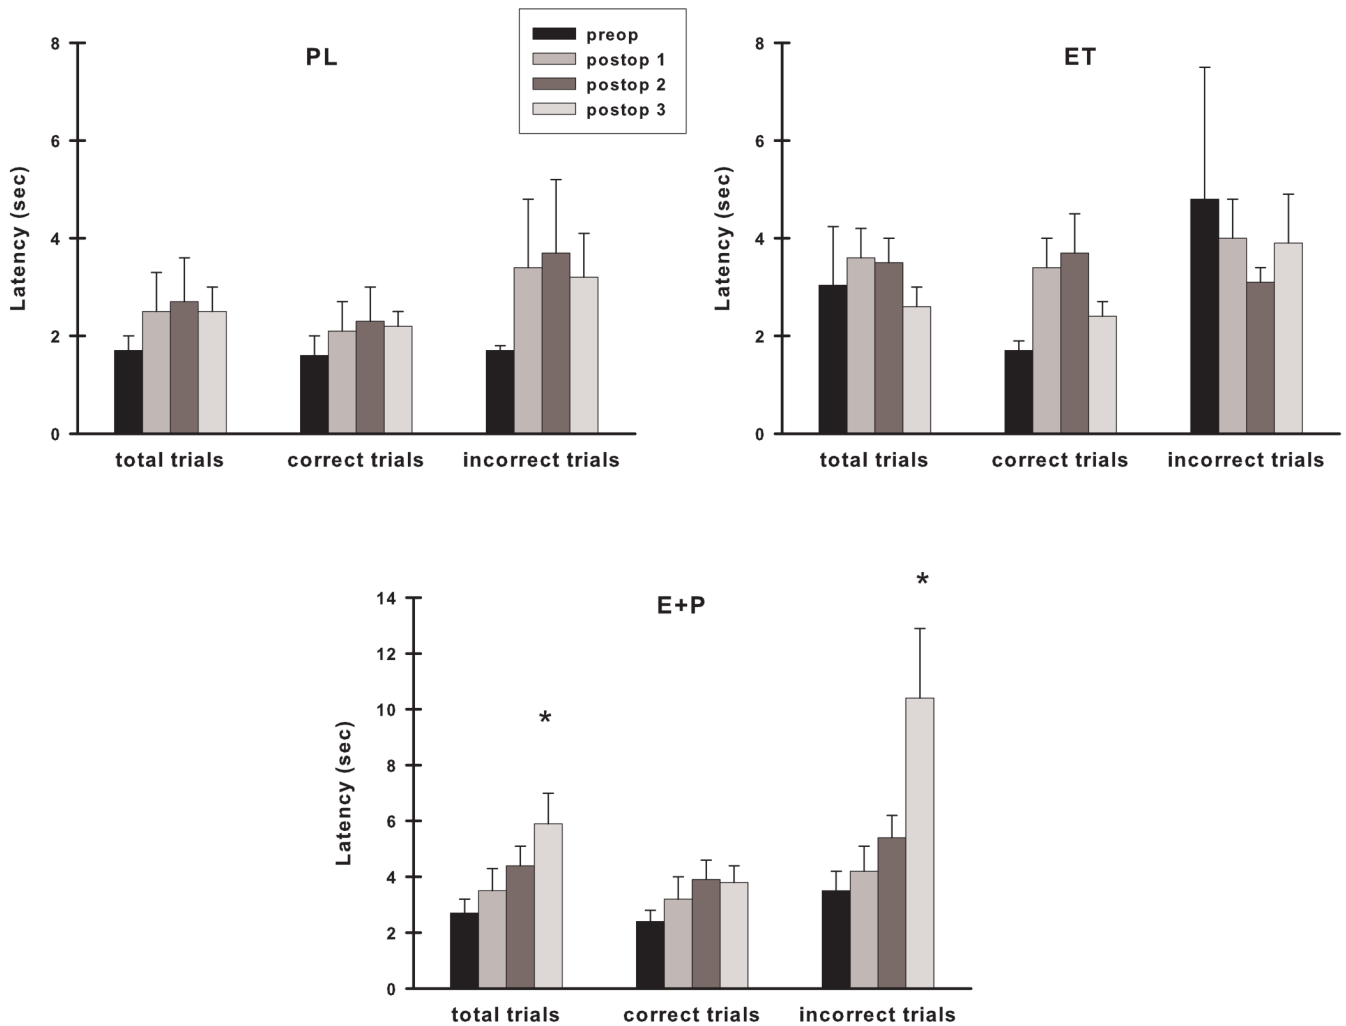 PL
preop
postop 1
postop 2
postop 3
8
6
4
2
0
Latency (sec)
total trials correct trials incorrect trials
ET
8
6
4
2
0
Latency (sec)
total trials correct trials incorrect trials
E+P
*
*
14
12
10
8
6
4
2
0
Latency (sec)
total trials correct trials incorrect trials